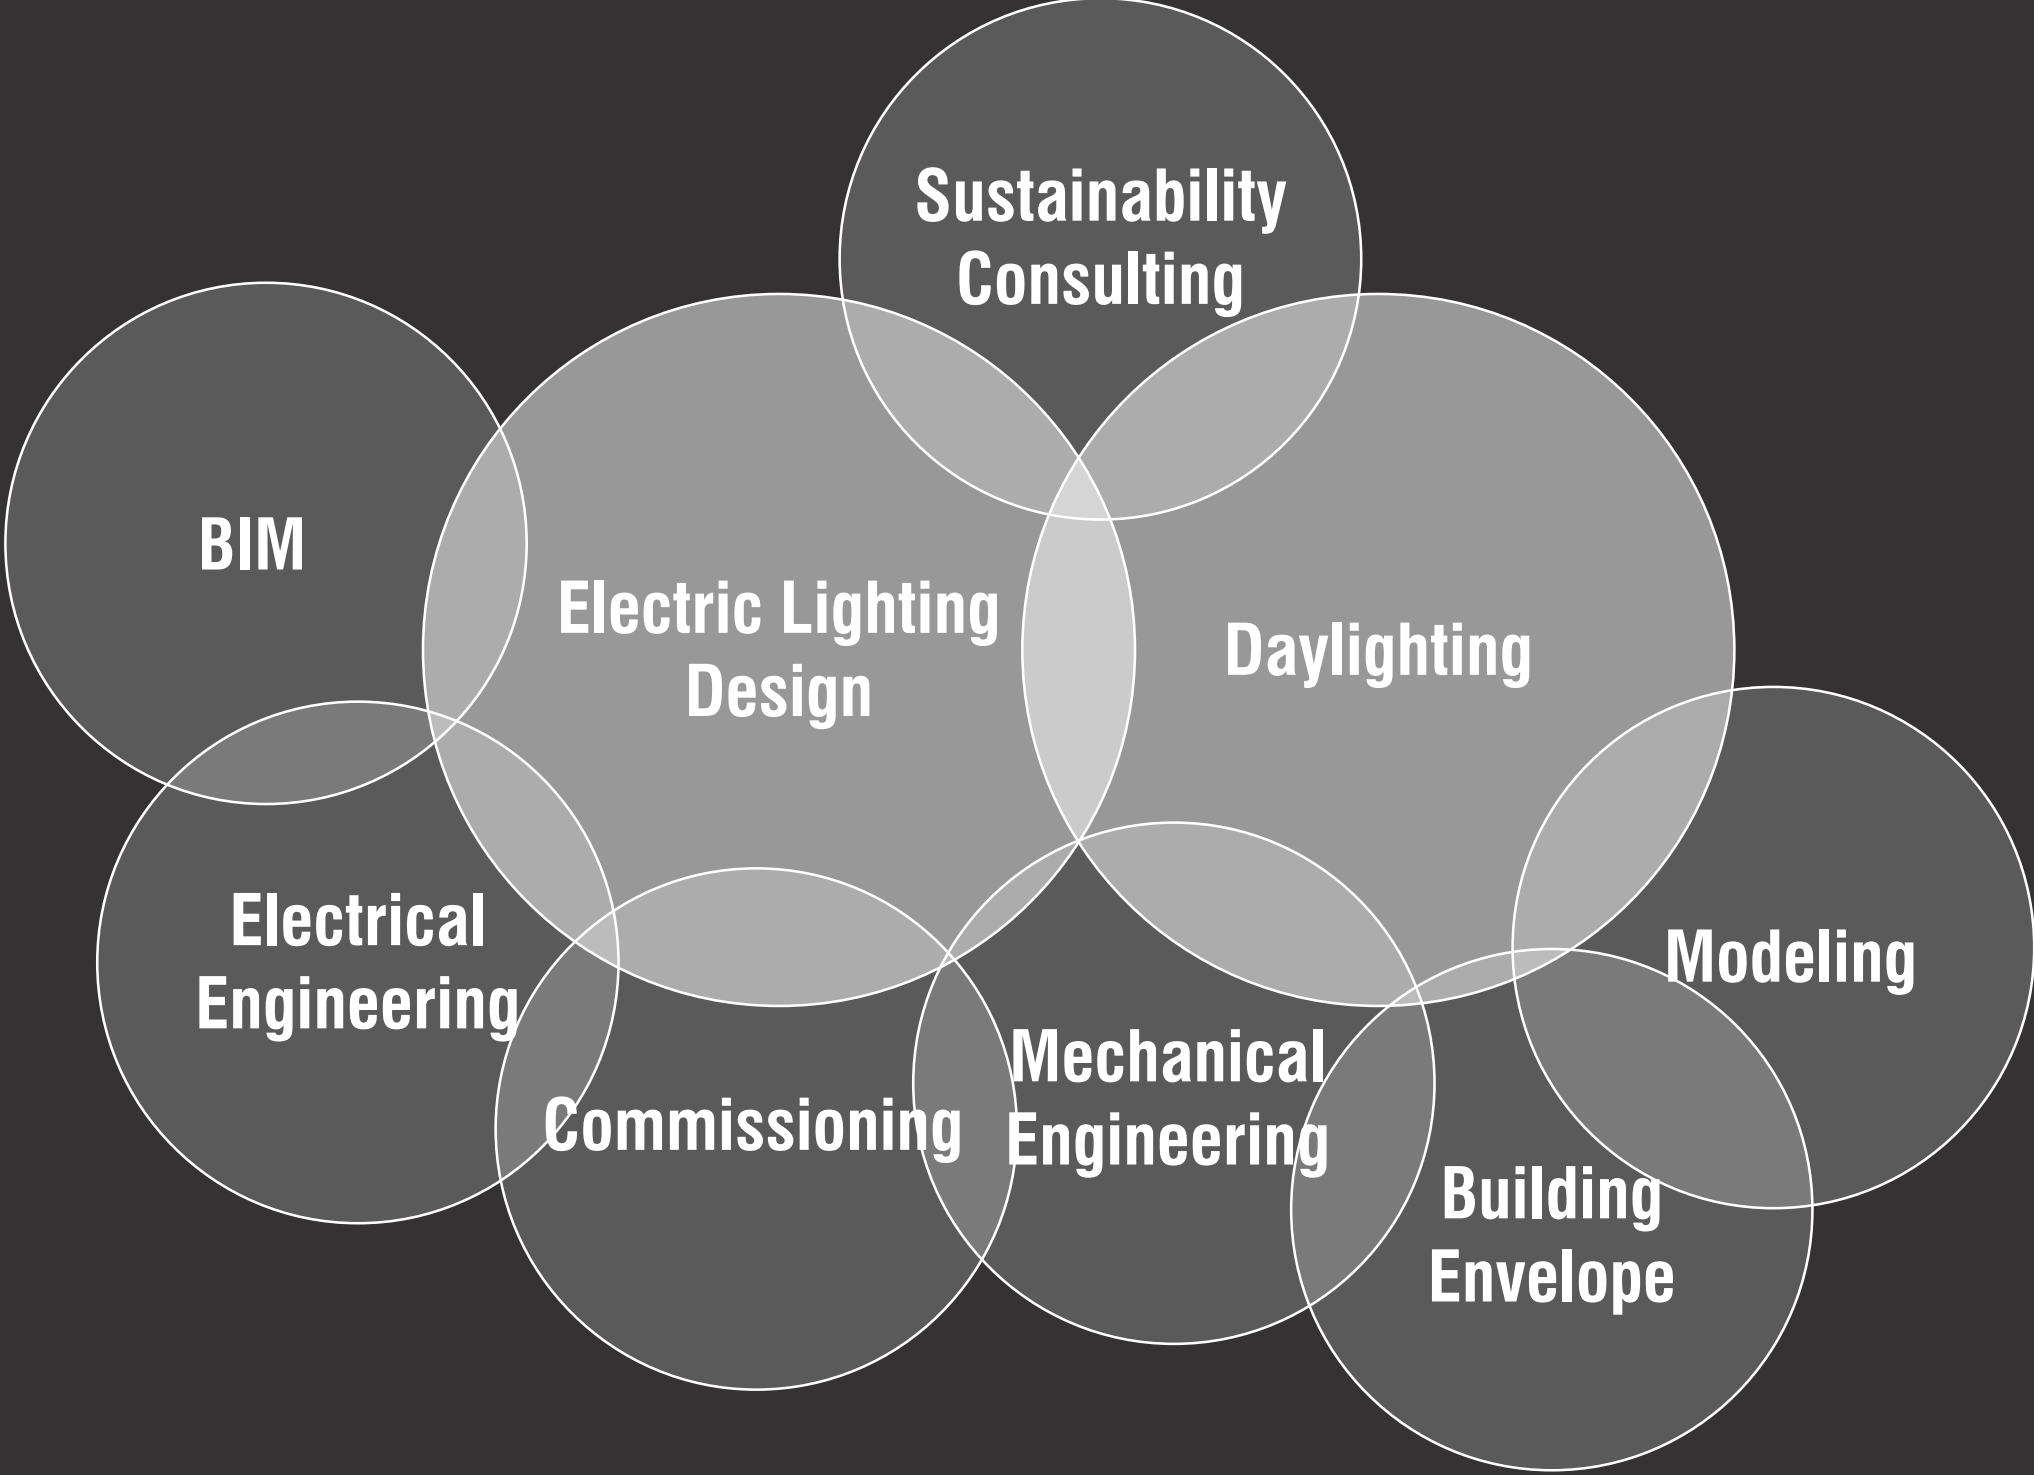 Sustainability
Consulting
BIM
Electric Lighting
Design
Daylighting
Electrical
Engineering
Commissioning
Mechanical
Engineering
Modeling
Building
Envelope